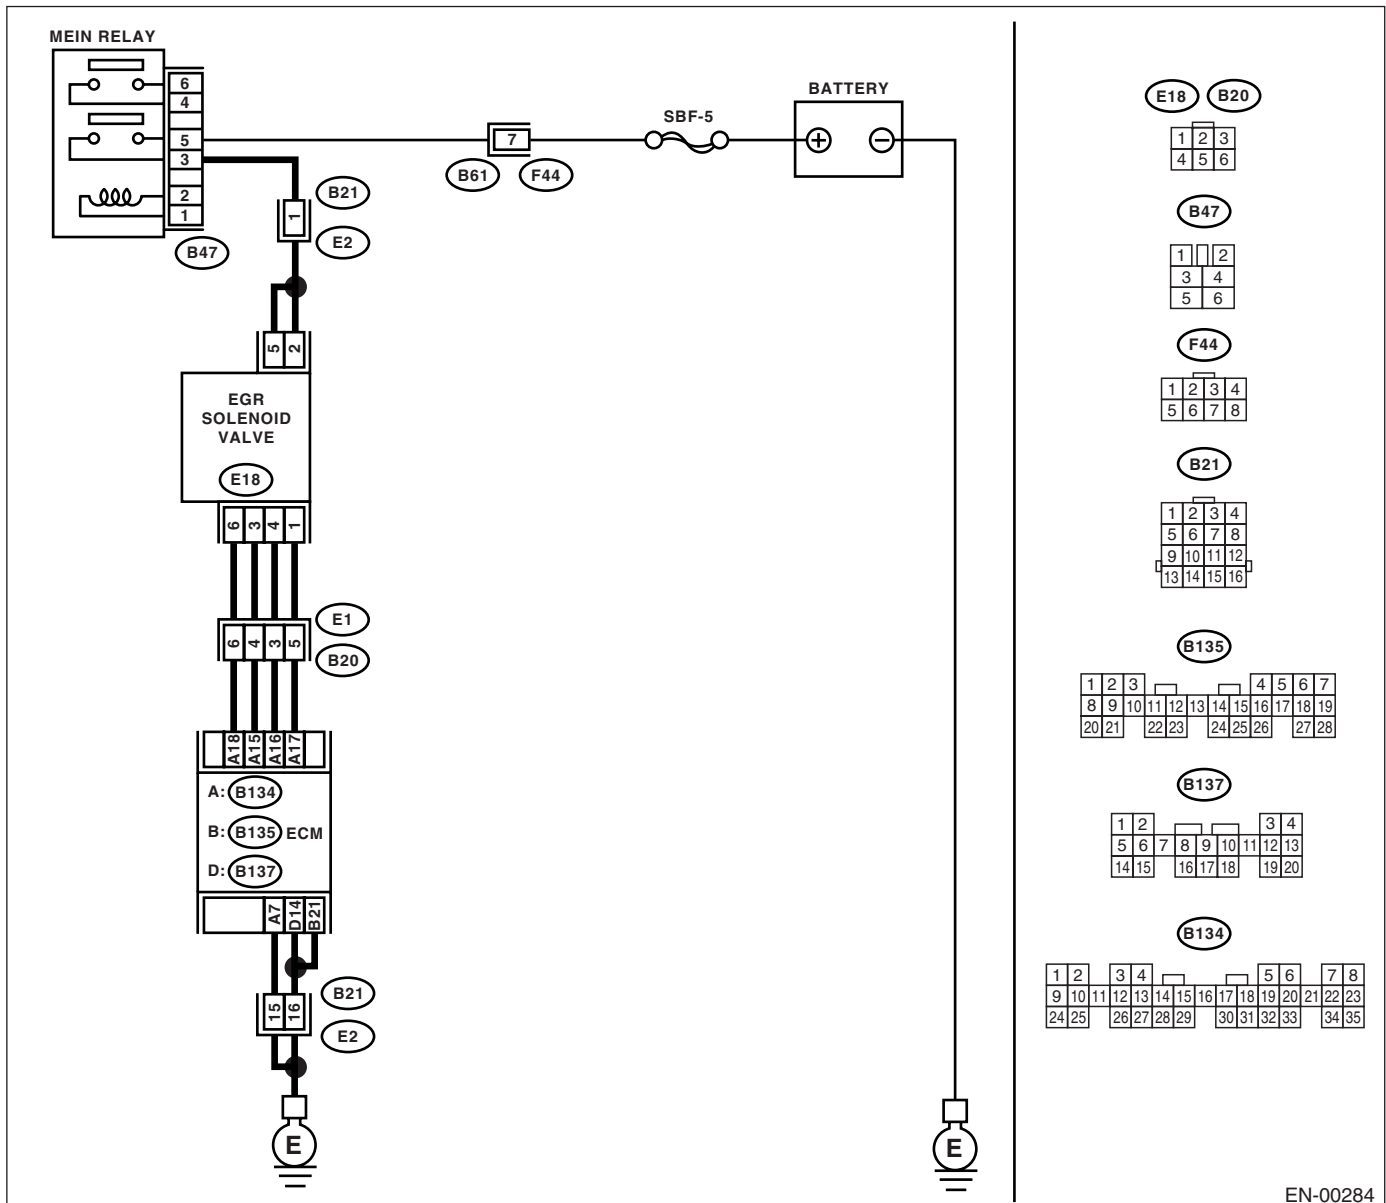 MEIN RELAY
6
4
5
3
2
1
B47
7
B61 F44
SBF-5
BATTERY
+ −
1
B21
E2
5 2
EGR
SOLENOID
VALVE
E18
6 3 4 1
E1
6 4 3 5
B20
A18 A15 A16 A17
A: B134
B: B135 ECM
D: B137
A7 D14 B21
B21
15 16
E2
E
E
E18 B20
1 2 3
4 5 6
B47
1 2
3 4
5 6
F44
1 2 3 4
5 6 7 8
B21
1 2 3 4
5 6 7 8
9 10 11 12
13 14 15 16
B135
1 2 3 4 5 6 7
8 9 10 11 12 13 14 15 16 17 18 19
20 21 22 23 24 25 26 27 28
B137
1 2 3 4
5 6 7 8 9 10 11 12 13
14 15 16 17 18 19 20
B134
1 2 3 4 5 6 7 8
9 10 11 12 13 14 15 16 17 18 19 20 21 22 23
24 25 26 27 28 29 30 31 32 33 34 35
EN-00284